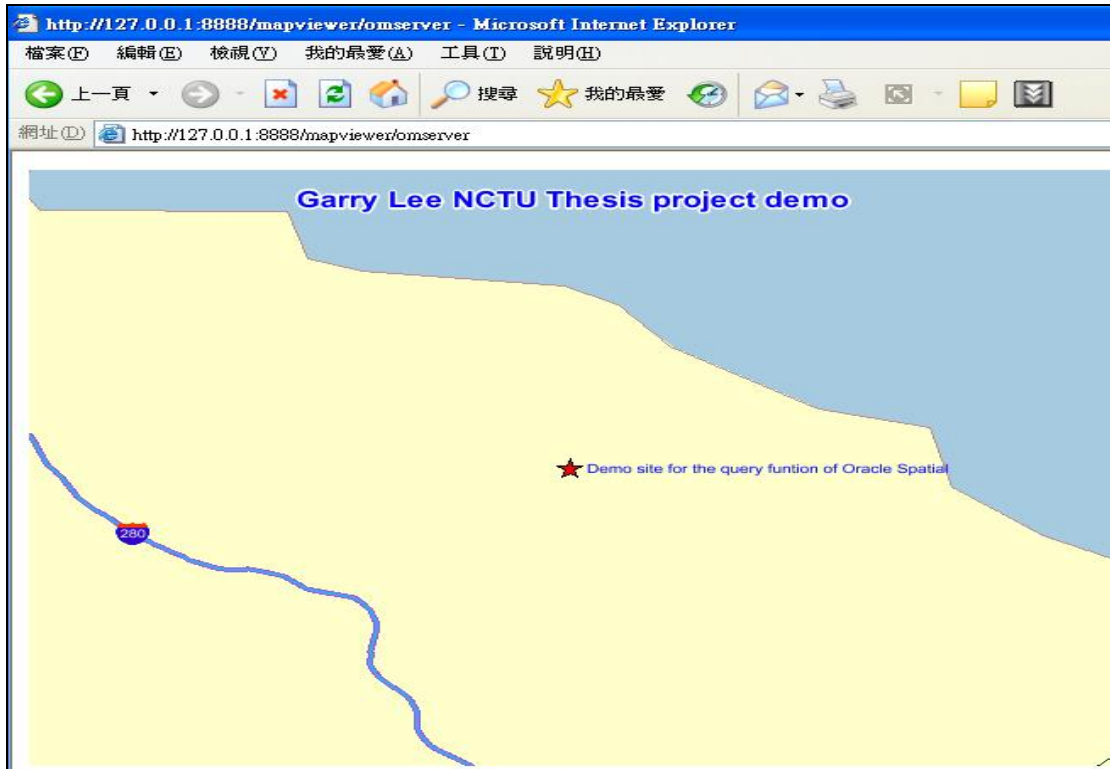 http://127.0.0.1:8888/mapviewer/omserver - Microsoft Internet Explorer
檔案(F) 編輯(E) 檢視(V) 我的最愛(A) 工具(T) 說明(H)
上一頁 搜尋 我的最愛
網址(D) http://127.0.0.1:8888/mapviewer/omserver
Garry Lee NCTU Thesis project demo
Demo site for the query funtion of Oracle Spatial
280